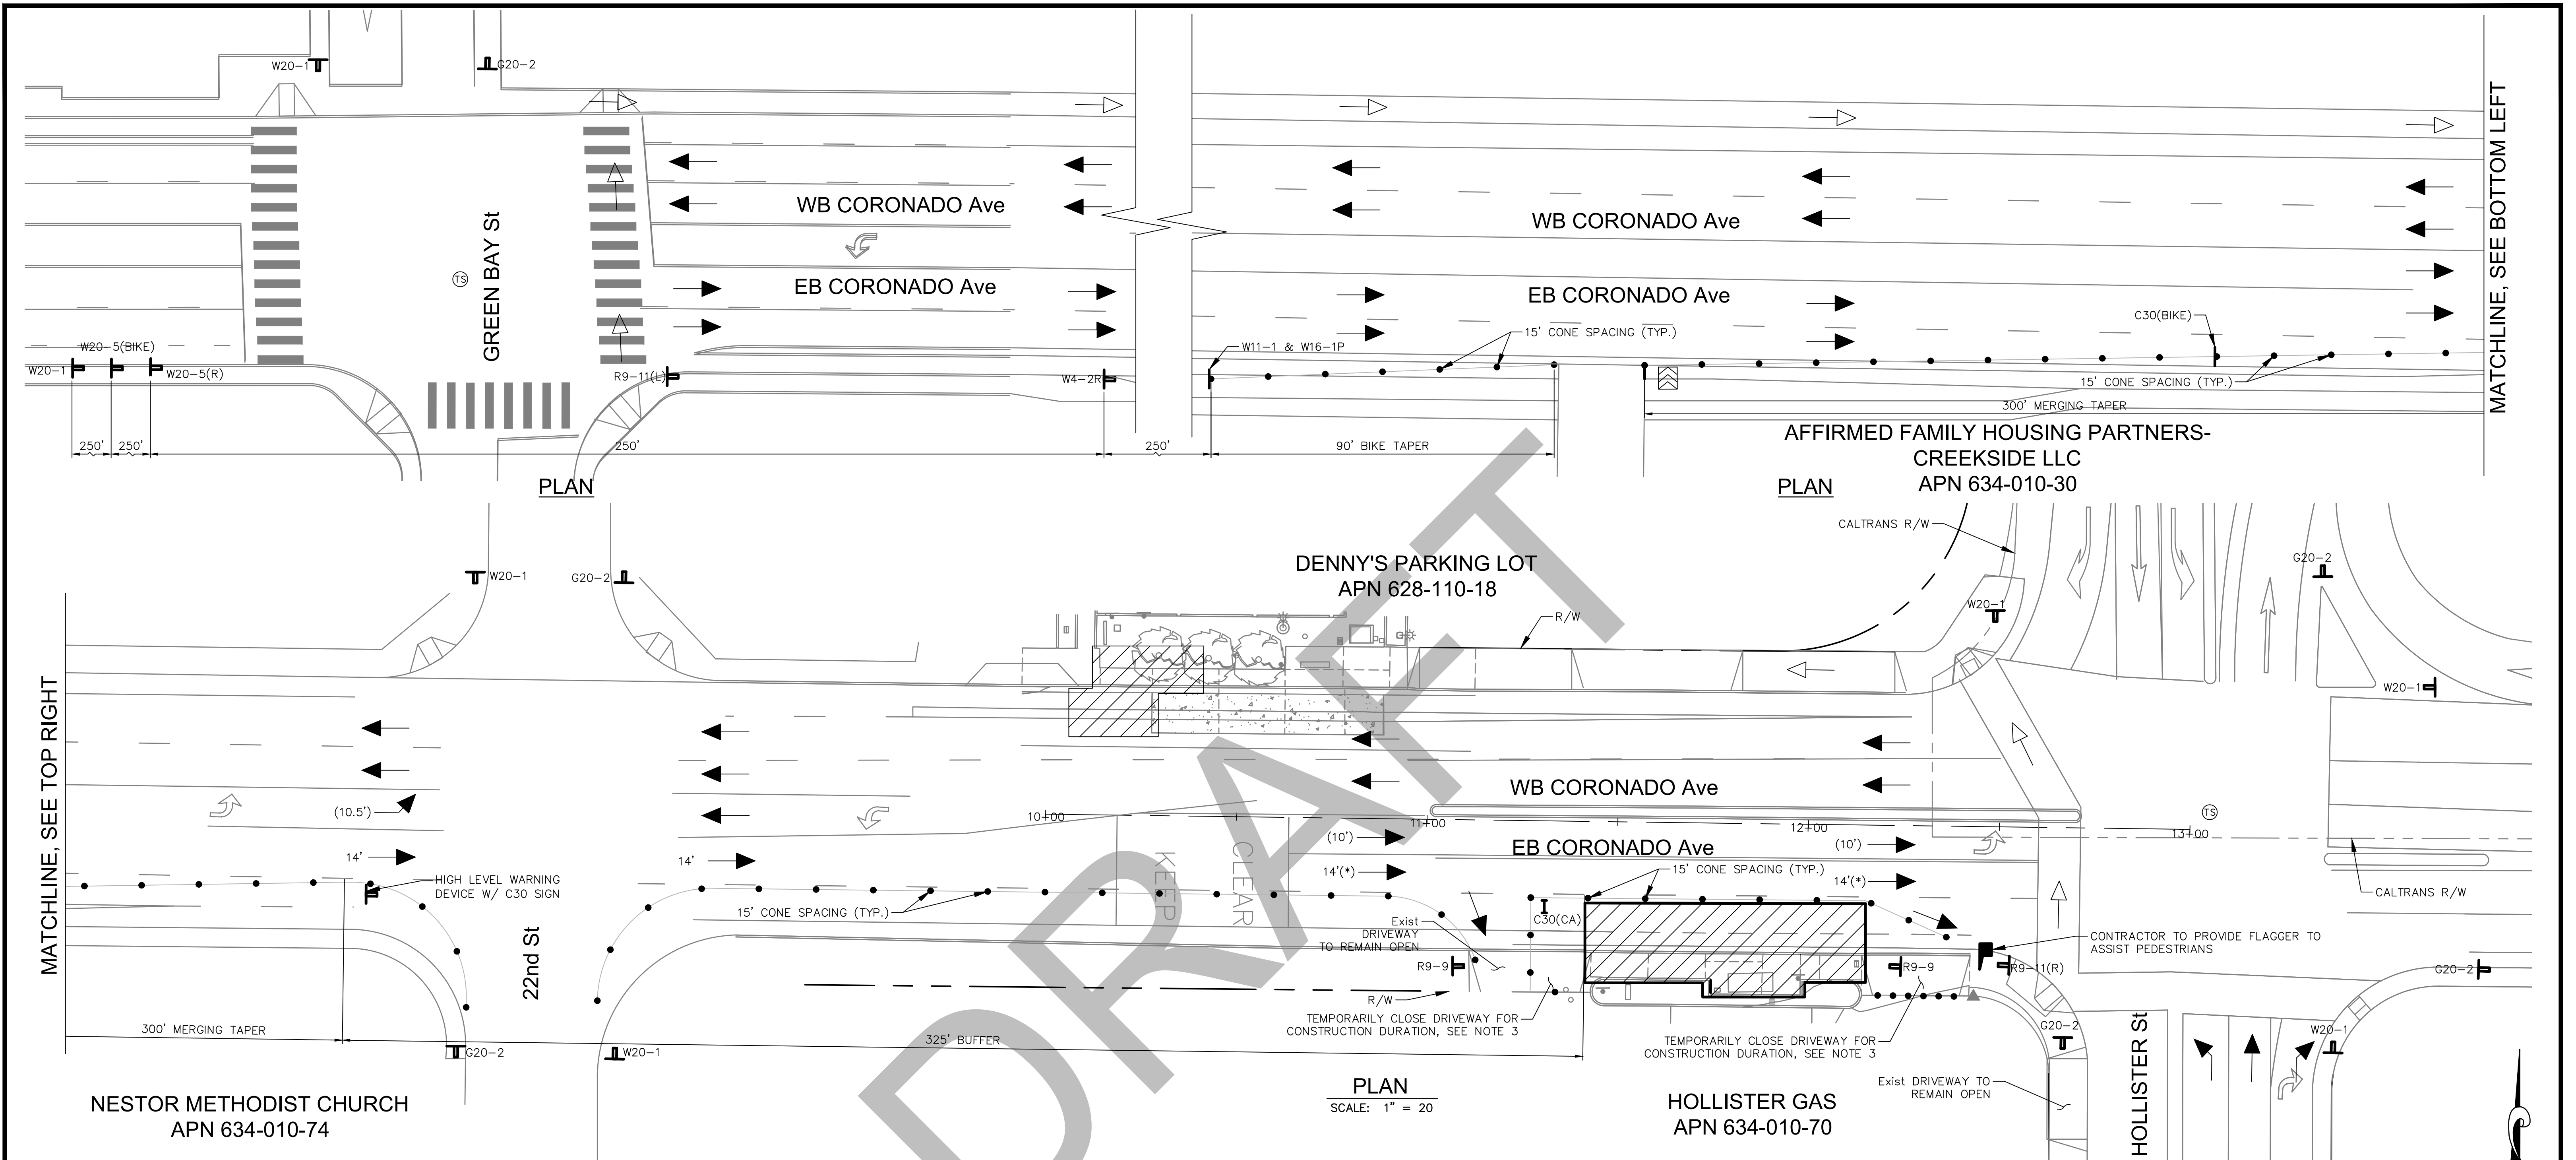 W20-1
G20-2
WB CORONADO Ave
WB CORONADO Ave
GREEN BAY St
TS
EB CORONADO Ave
EB CORONADO Ave
15' CONE SPACING (TYP.)
C30(BIKE)
W20-5(BIKE)
W20-1
W20-5(R)
R9-11(L)
W4-2R
W11-1 & W16-1P
15' CONE SPACING (TYP.)
300' MERGING TAPER
MATCHLINE, SEE BOTTOM LEFT
250'
250'
250'
250'
90' BIKE TAPER
AFFIRMED FAMILY HOUSING PARTNERS-
CREEKSIDE LLC
APN 634-010-30
PLAN
PLAN
CALTRANS R/W
DENNY'S PARKING LOT
APN 628-110-18
W20-1
G20-2
R/W
W20-1
G20-2
W20-1
MATCHLINE, SEE TOP RIGHT
(10.5')
14'
14'
HIGH LEVEL WARNING
DEVICE W/ C30 SIGN
15' CONE SPACING (TYP.)
22nd St
KEEP
CLEAR
10+00
11+00
12+00
13+00
WB CORONADO Ave
EB CORONADO Ave
(10')
(10')
14'(*)
14'(*)
15' CONE SPACING (TYP.)
TS
CALTRANS R/W
C30(CA)
Exist
DRIVEWAY
TO REMAIN OPEN
R9-9
R/W
R9-9
R9-11(R)
CONTRACTOR TO PROVIDE FLAGGER TO
ASSIST PEDESTRIANS
G20-2
TEMPORARILY CLOSE DRIVEWAY FOR
CONSTRUCTION DURATION, SEE NOTE 3
TEMPORARILY CLOSE DRIVEWAY FOR
CONSTRUCTION DURATION, SEE NOTE 3
300' MERGING TAPER
325' BUFFER
G20-2
W20-1
G20-2
W20-1
HOLLISTER St
Exist DRIVEWAY TO
REMAIN OPEN
PLAN
SCALE: 1" = 20
NESTOR METHODIST CHURCH
APN 634-010-74
HOLLISTER GAS
APN 634-010-70
DRAFT